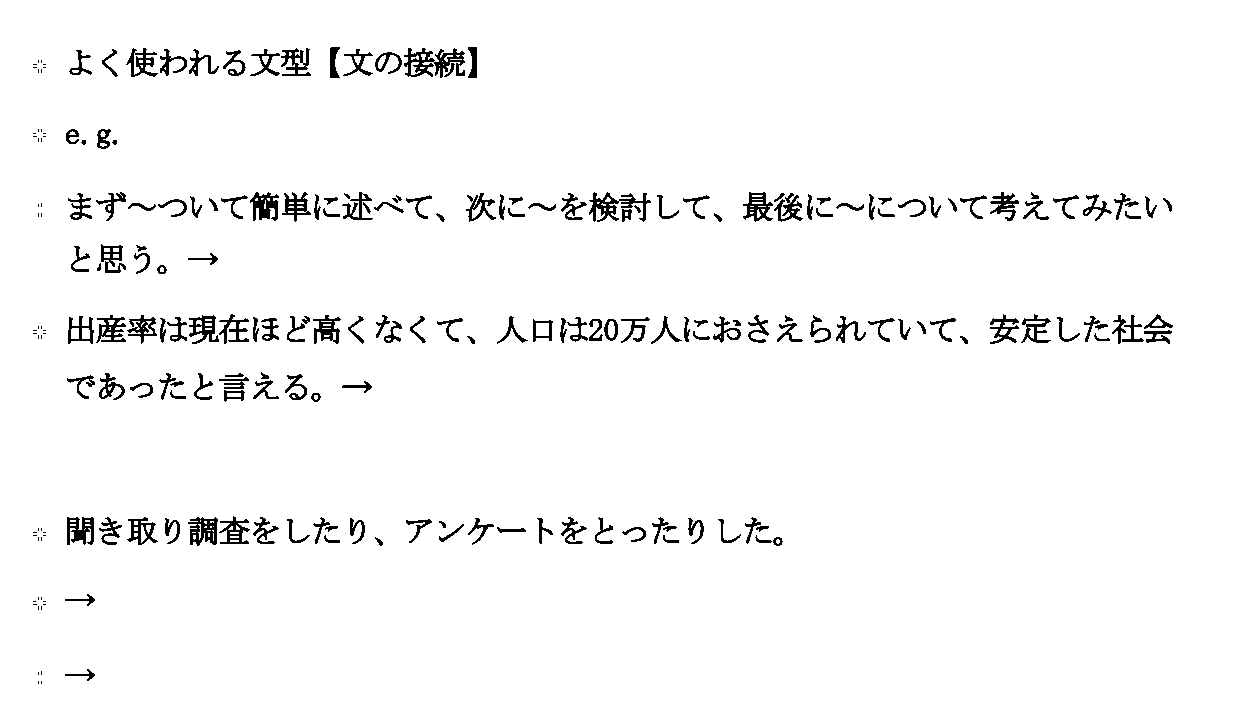 よく使われる文型【文の接続】
e.g.
まず～ついて簡単に述べて、次に～を検討して、最後に～について考えてみたい
と思う。→
出産率は現在ほど高くなくて、人口は20万人におさえられていて、安定した社会
であったと言える。→
聞き取り調査をしたり、アンケートをとったりした。
→
→